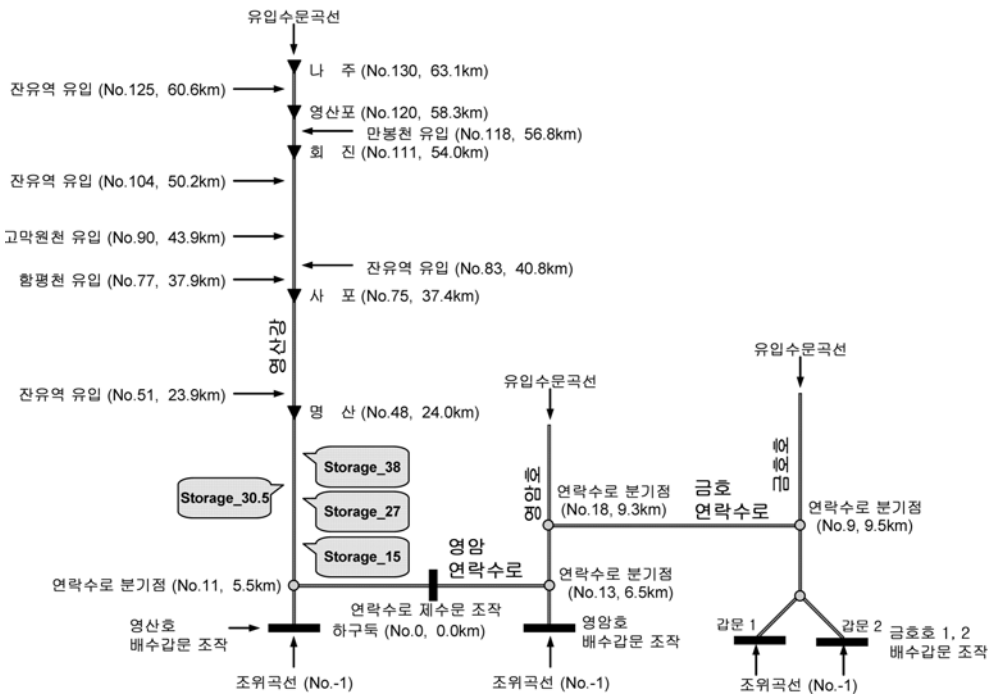 유입수문곡선
나 주 (No.130, 63.1km)
잔유역 유입 (No.125, 60.6km)
영산포 (No.120, 58.3km)
만봉천 유입 (No.118, 56.8km)
회 진 (No.111, 54.0km)
잔유역 유입 (No.104, 50.2km)
고막원천 유입 (No.90, 43.9km)
잔유역 유입 (No.83, 40.8km)
함평천 유입 (No.77, 37.9km)
사 포 (No.75, 37.4km)
영산강
잔유역 유입 (No.51, 23.9km)
명 산 (No.48, 24.0km)
유입수문곡선
유입수문곡선
Storage_38
Storage_30.5
Storage_27
Storage_15
영암호
금호호
연락수로 분기점
(No.18, 9.3km)
금호
연락수로
연락수로 분기점
(No.9, 9.5km)
영암
연락수로
연락수로 분기점 (No.11, 5.5km)
연락수로 분기점
(No.13, 6.5km)
연락수로 제수문 조작
영산호
배수갑문 조작
하구둑 (No.0, 0.0km)
영암호
배수갑문 조작
갑문 1
갑문 2
금호호 1, 2
배수갑문 조작
조위곡선 (No.-1)
조위곡선 (No.-1)
조위곡선 (No.-1)